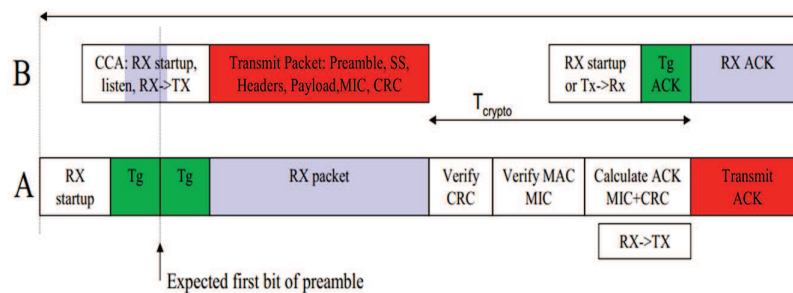 B
CCA: RX startup,
listen, RX->TX
Transmit Packet: Preamble, SS,
Headers, Payload,MIC, CRC
RX startup
or Tx->Rx
Tg
ACK
RX ACK
Tcrypto
A
RX
startup
Tg
Tg
RX packet
Verify
CRC
Verify MAC
MIC
Calculate ACK
MIC+CRC
Transmit
ACK
RX->TX
Expected first bit of preamble